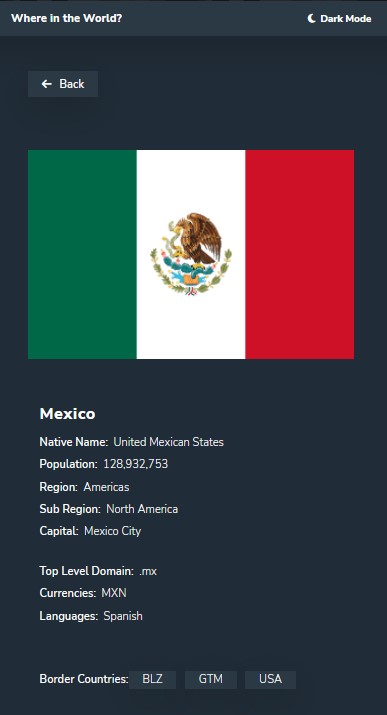 Where in the World? Dark Mode
Back
Mexico
Native Name: United Mexican States
Population: 128,932,753
Region: Americas
Sub Region: North America
Capital: Mexico City
Top Level Domain: .mx
Currencies: MXN
Languages: Spanish
Border Countries: BLZ GTM USA